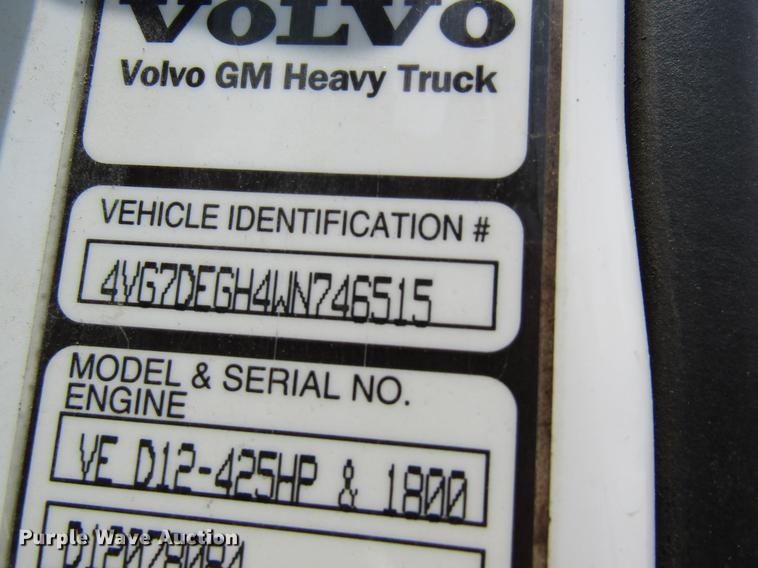 VOLVO
Volvo GM Heavy Truck
VEHICLE IDENTIFICATION #
4VG7DEGH4WN746515
MODEL & SERIAL NO.
ENGINE
VE D12-425HP & 1800
D12078084
Purple Wave Auction